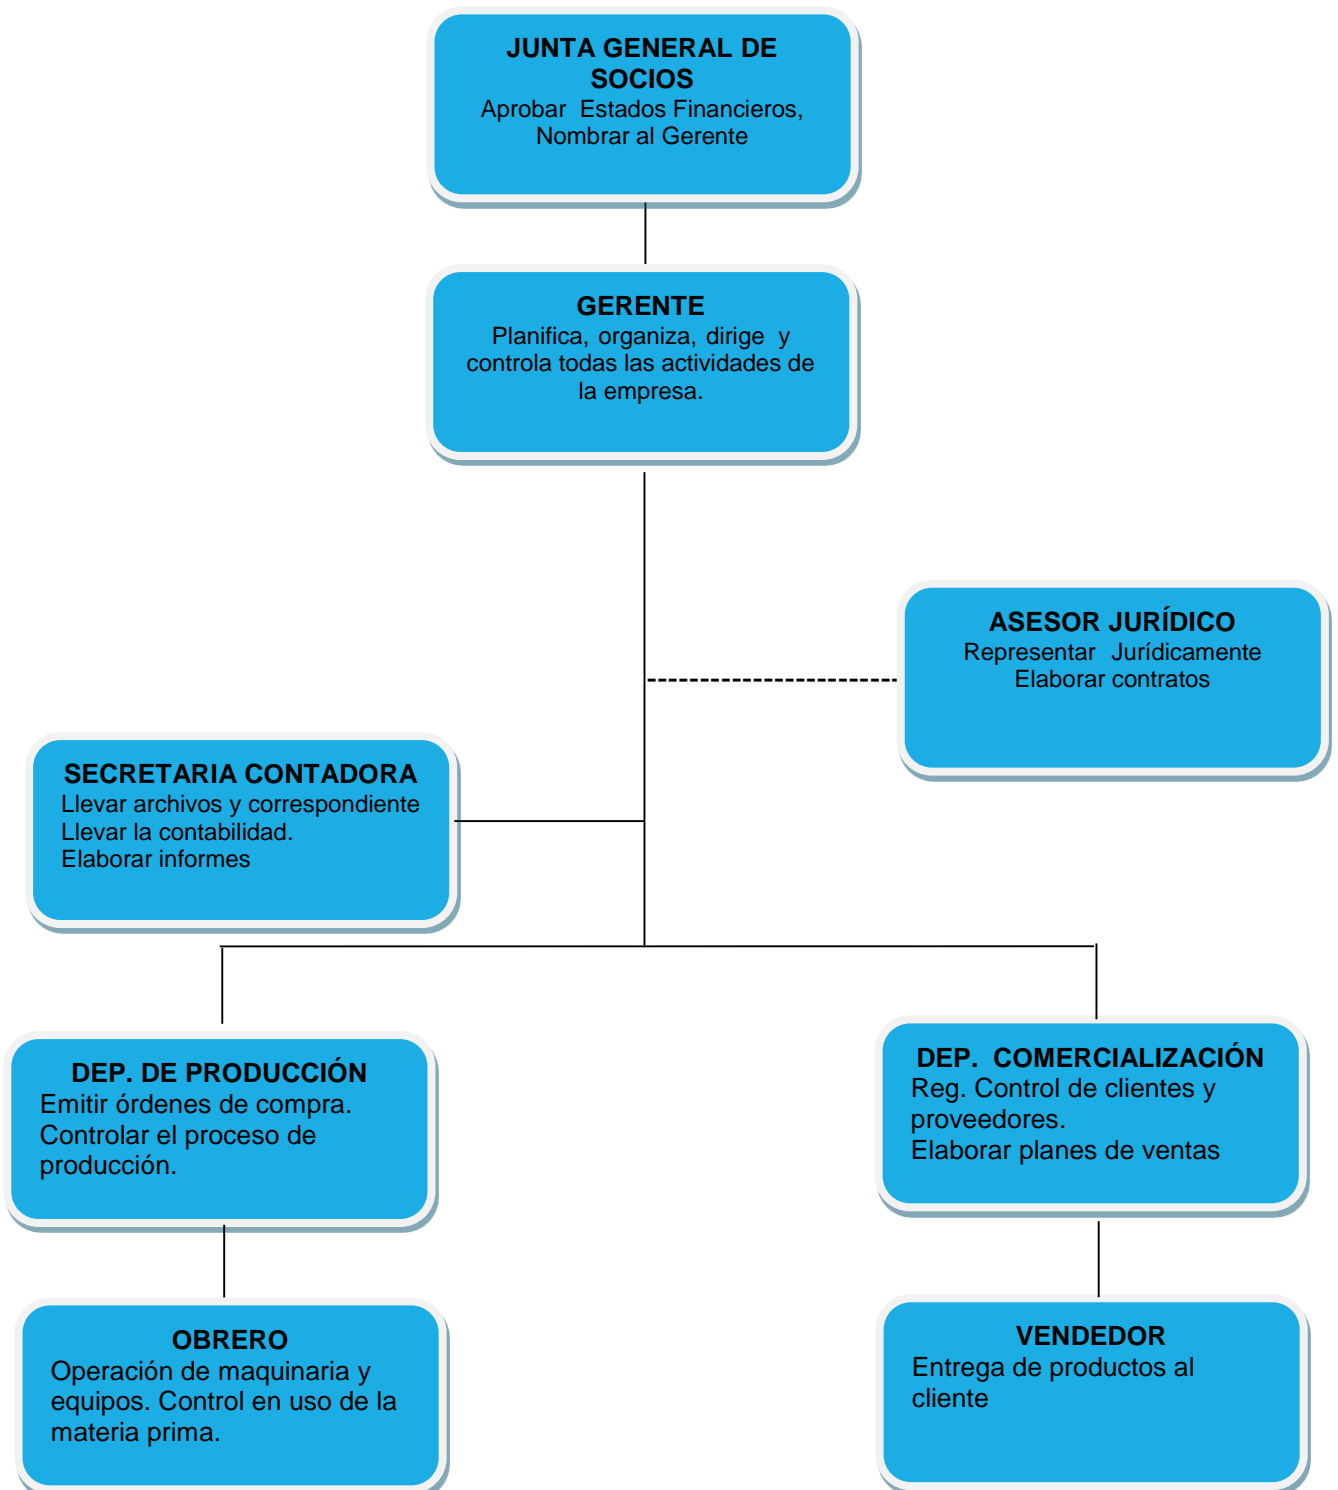 JUNTA GENERAL DE
SOCIOS
Aprobar Estados Financieros,
Nombrar al Gerente
GERENTE
Planifica, organiza, dirige y
controla todas las actividades de
la empresa.
ASESOR JURÍDICO
Representar Jurídicamente
Elaborar contratos
SECRETARIA CONTADORA
Llevar archivos y correspondiente
Llevar la contabilidad.
Elaborar informes
DEP. DE PRODUCCIÓN
Emitir órdenes de compra.
Controlar el proceso de
producción.
DEP. COMERCIALIZACIÓN
Reg. Control de clientes y
proveedores.
Elaborar planes de ventas
OBRERO
Operación de maquinaria y
equipos. Control en uso de la
materia prima.
VENDEDOR
Entrega de productos al
cliente